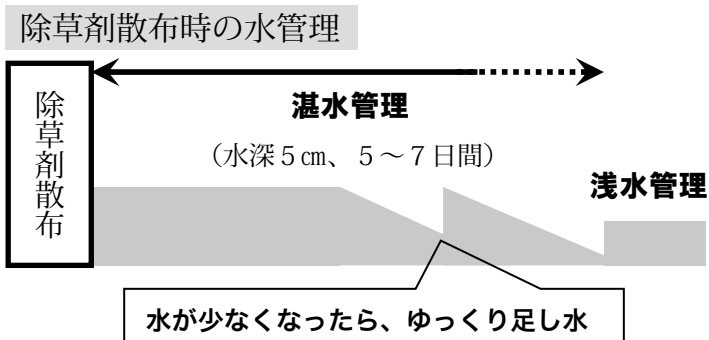 除草剤散布時の水管理
除草剤散布
湛水管理
（水深５㎝、５～７日間）
浅水管理
水が少なくなったら、ゆっくり足し水